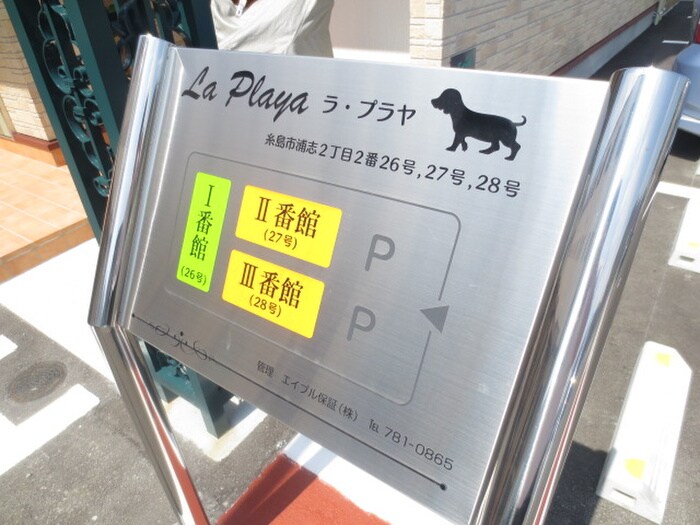 La Playa ラ・プラヤ
糸島市浦志2丁目2番26号,27号,28号
Ⅰ番館
(26号)
Ⅱ番館
(27号)
Ⅲ番館
(28号)
P
P
管理 エイブル保証(株) TEL 781-0865